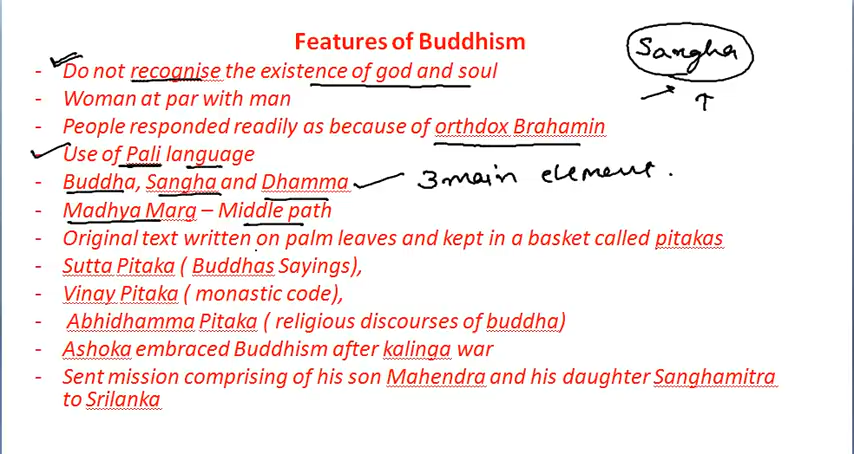 Features of Buddhism
Sangha
- Do not recognise the existence of god and soul
- Woman at par with man
- People responded readily as because of orthdox Brahamin
- Use of Pali language
- Buddha, Sangha and Dhamma 3 main element.
- Madhya Marg – Middle path
- Original text written on palm leaves and kept in a basket called pitakas
- Sutta Pitaka ( Buddhas Sayings),
- Vinay Pitaka ( monastic code),
- Abhidhamma Pitaka ( religious discourses of buddha)
- Ashoka embraced Buddhism after kalinga war
- Sent mission comprising of his son Mahendra and his daughter Sanghamitra
to Srilanka